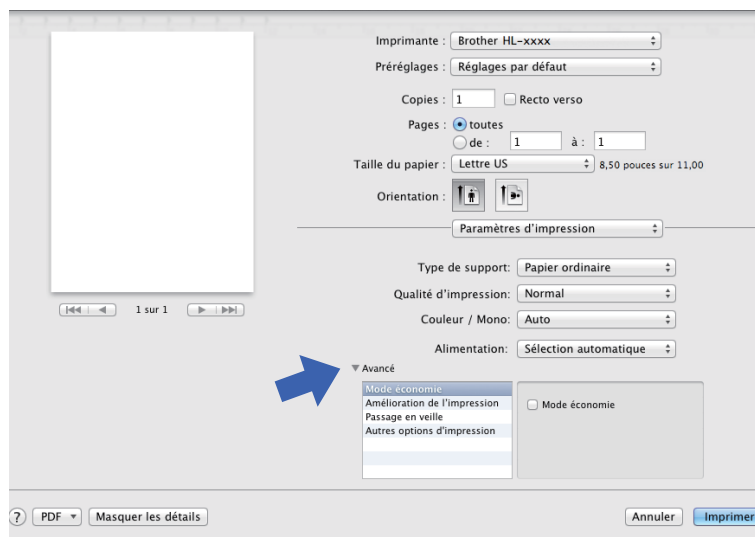 Imprimante : Brother HL-xxxx
Préréglages : Réglages par défaut
Copies : 1 Recto verso
Pages : toutes
de : 1 à : 1
Taille du papier : Lettre US 8,50 pouces sur 11,00
Orientation :
Paramètres d'impression
Type de support: Papier ordinaire
Qualité d'impression: Normal
1 sur 1
Couleur / Mono: Auto
Alimentation: Sélection automatique
Avancé
Mode économie
Amélioration de l'impression
Mode économie
Passage en veille
Autres options d'impression
? PDF Masquer les détails Annuler Imprimer